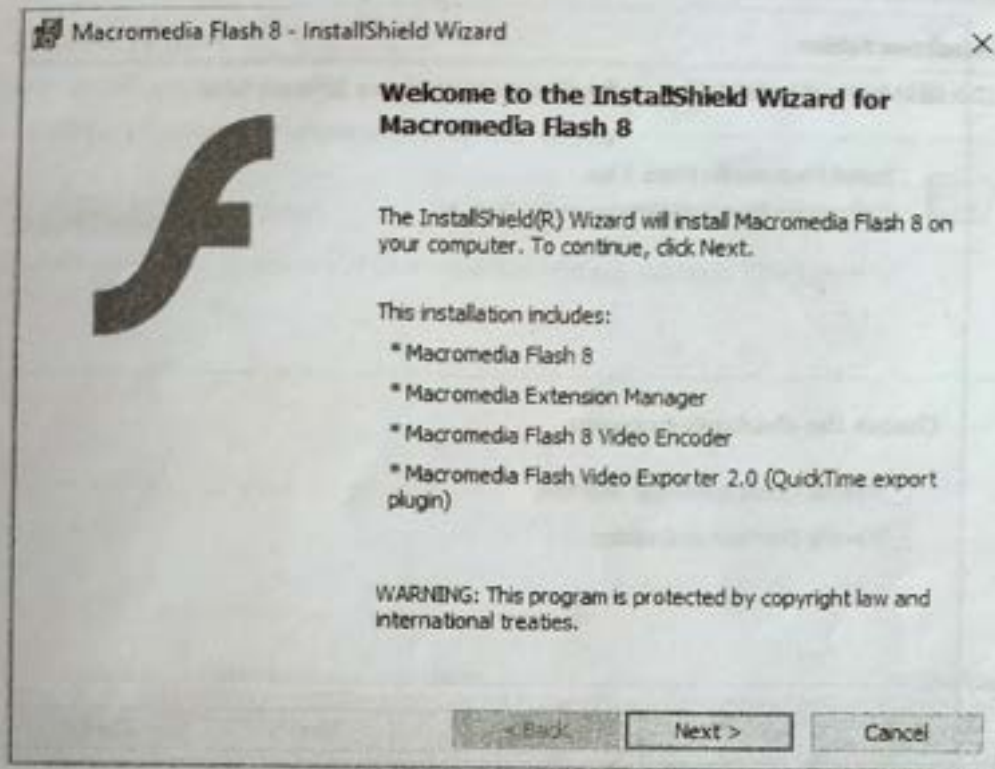 Macromedia Flash 8 - InstallShield Wizard
Welcome to the InstallShield Wizard for
Macromedia Flash 8
The InstallShield(R) Wizard will install Macromedia Flash 8 on
your computer. To continue, click Next.
This installation includes:
* Macromedia Flash 8
* Macromedia Extension Manager
* Macromedia Flash 8 Video Encoder
* Macromedia Flash Video Exporter 2.0 (QuickTime export
plugin)
WARNING: This program is protected by copyright law and
international treaties.
< Back Next > Cancel